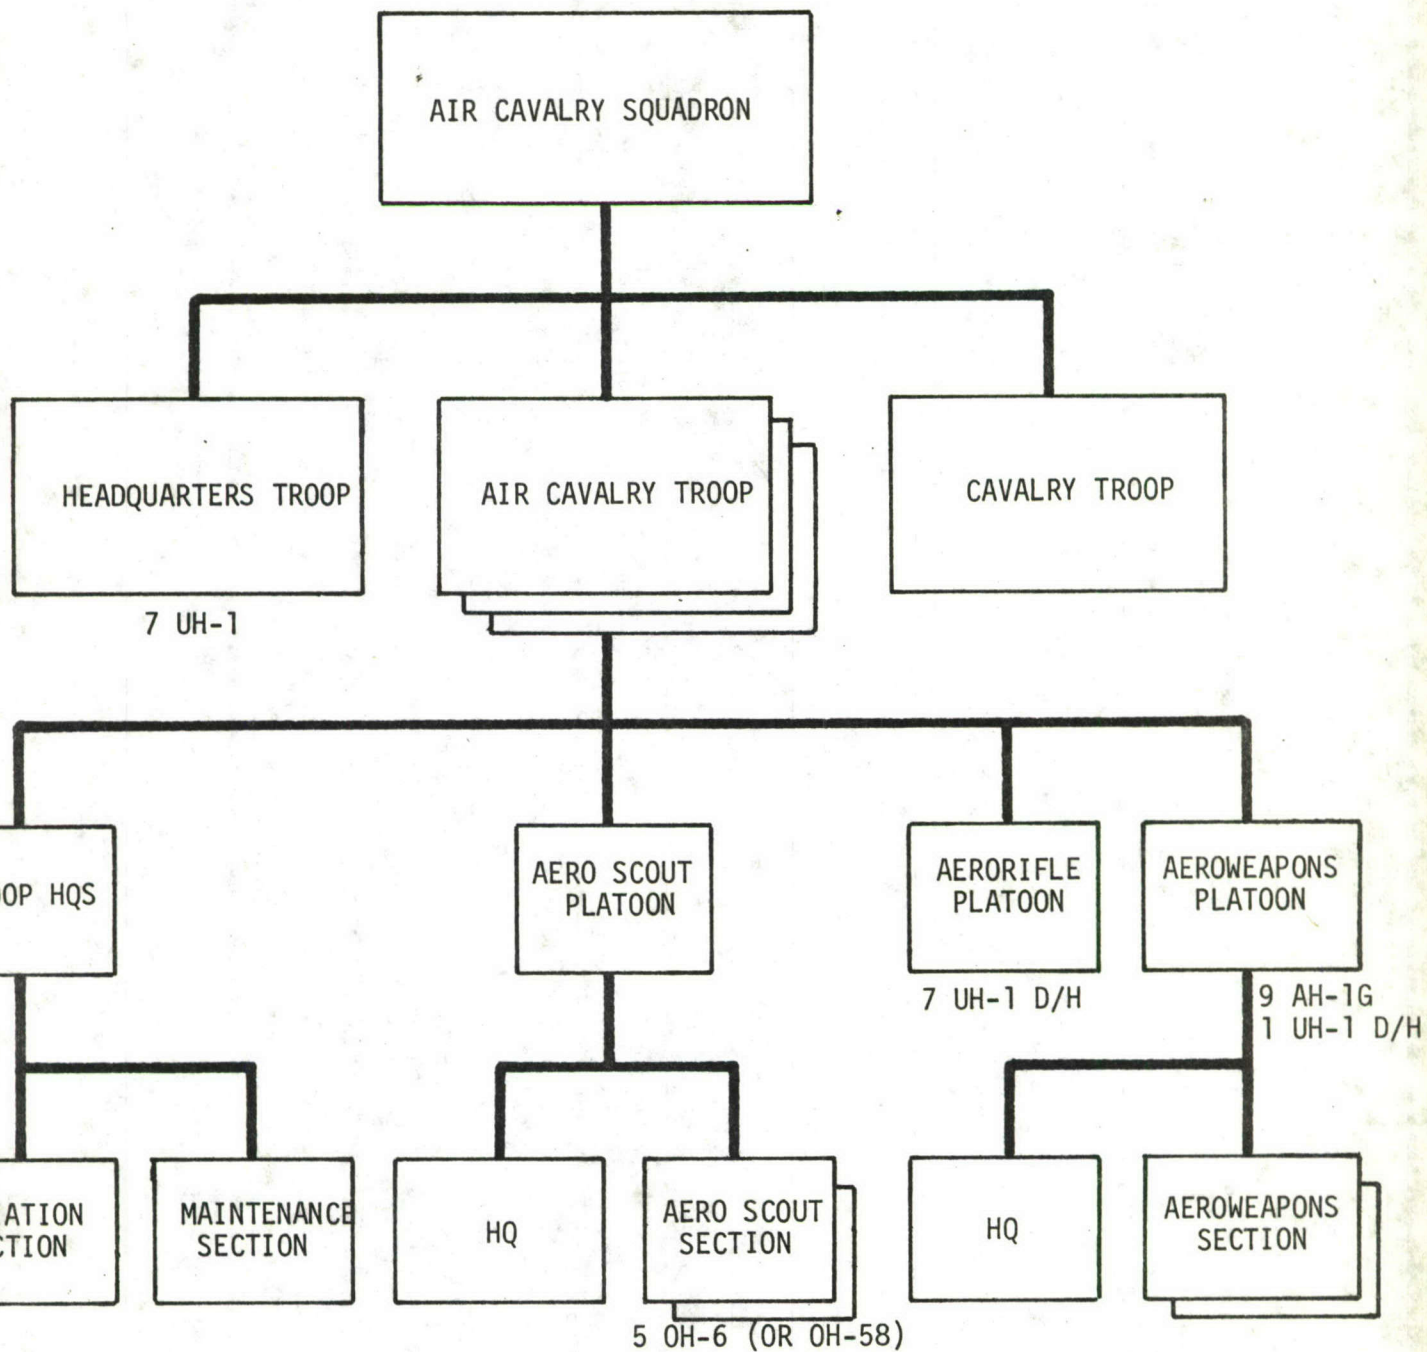 AIR CAVALRY SQUADRON
HEADQUARTERS TROOP
AIR CAVALRY TROOP
CAVALRY TROOP
7 UH-1
HQS
AERO SCOUT
PLATOON
AERORIFLE
PLATOON
AEROWEAPONS
PLATOON
7 UH-1 D/H
9 AH-1G
1 UH-1 D/H
MAINTENANCE
SECTION
HQ
AERO SCOUT
SECTION
HQ
AEROWEAPONS
SECTION
5 OH-6 (OR OH-58)